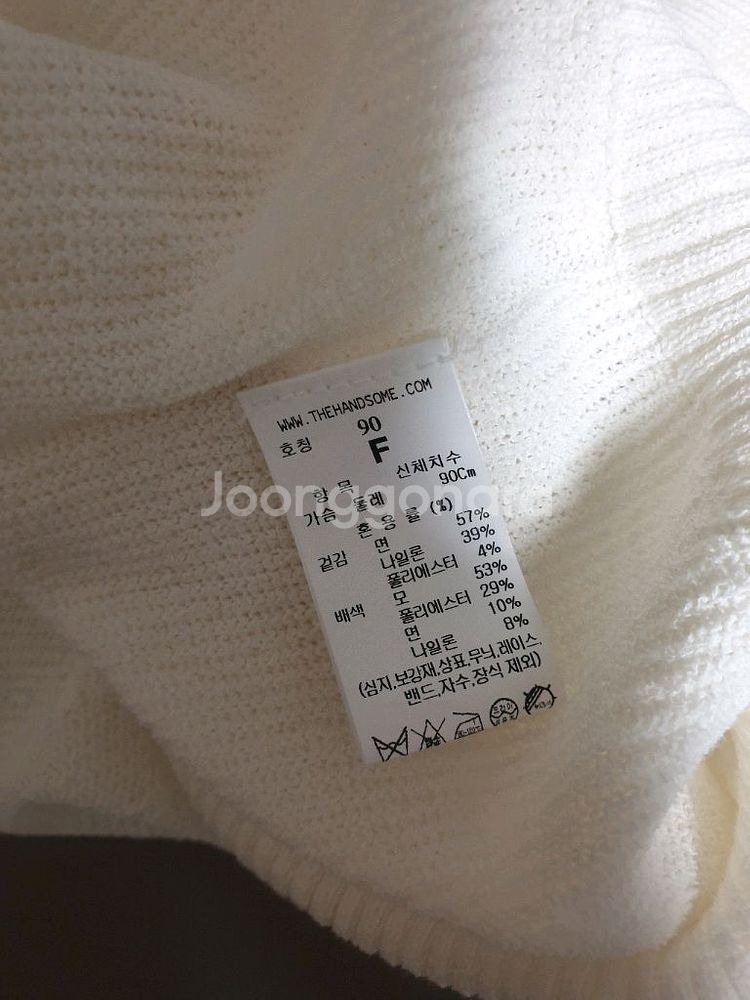 WWW.THEHANDSOME.COM
호칭 90
F
항 목 신체치수
가슴 둘레 90Cm
혼 용 률 (%)
겉감 면 57%
나일론 39%
폴리에스터 4%
배색 모 53%
폴리에스터 29%
면 10%
나일론 8%
(심지,보강재,상표,무늬,레이스,
밴드,자수,장식 제외)
Joonggona